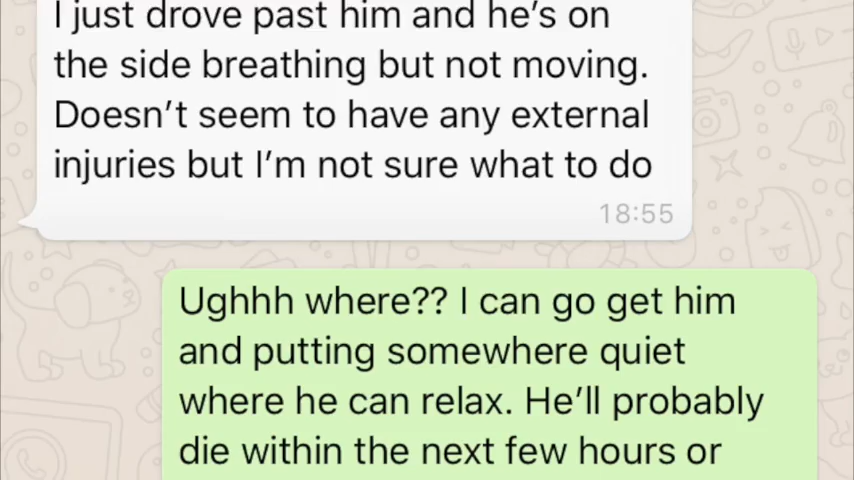 I just drove past him and he's on
the side breathing but not moving.
Doesn't seem to have any external
injuries but I'm not sure what to do
18:55
Ughhh where?? I can go get him
and putting somewhere quiet
where he can relax. He'll probably
die within the next few hours or